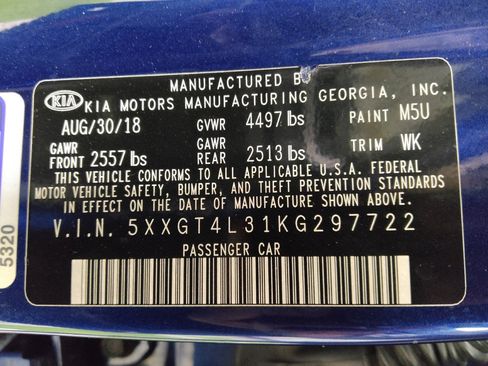 MANUFACTURED B
KIA KIA MOTORS MANUFACTURING GEORGIA, INC.
AUG/30/18 GVWR 4497 lbs PAINT M5U
GAWR FRONT 2557 lbs GAWR REAR 2513 lbs TRIM WK
THIS VEHICLE CONFORMS TO ALL APPLICABLE U.S.A. FEDERAL
MOTOR VEHICLE SAFETY, BUMPER, AND THEFT PREVENTION STANDARDS
IN EFFECT ON THE DATE OF MANUFACTURE SHOWN ABOVE.
V.I.N. 5XXGT4L31KG297722
PASSENGER CAR
5320